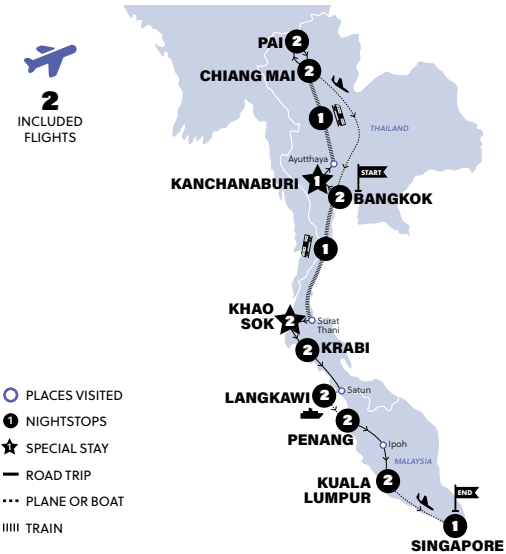 PAI 2
CHIANG MAI 2
2
INCLUDED
FLIGHTS
1
THAILAND
Ayutthaya
START
KANCHANABURI 1
2 BANGKOK
1
KHAO
SOK 2
Surat
Thani
2 KRABI
LANGKAWI 2
Satun
PLACES VISITED
1 NIGHTSTOPS
1 SPECIAL STAY
ROAD TRIP
PLANE OR BOAT
TRAIN
2
PENANG
Ipoh
MALAYSIA
KUALA
LUMPUR 2
END
1
SINGAPORE